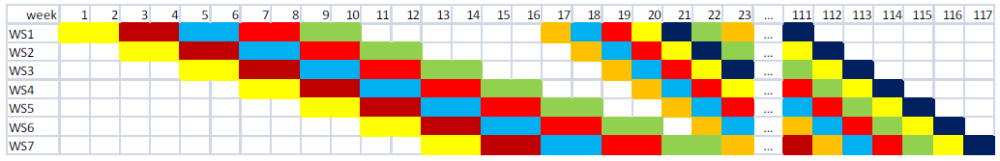 week 1 2 3 4 5 6 7 8 9 10 11 12 13 14 15 16 17 18 19 20 21 22 23 ... 111 112 113 114 115 116 117
WS1 ...
WS2 ...
WS3 ...
WS4 ...
WS5 ...
WS6 ...
WS7 ...